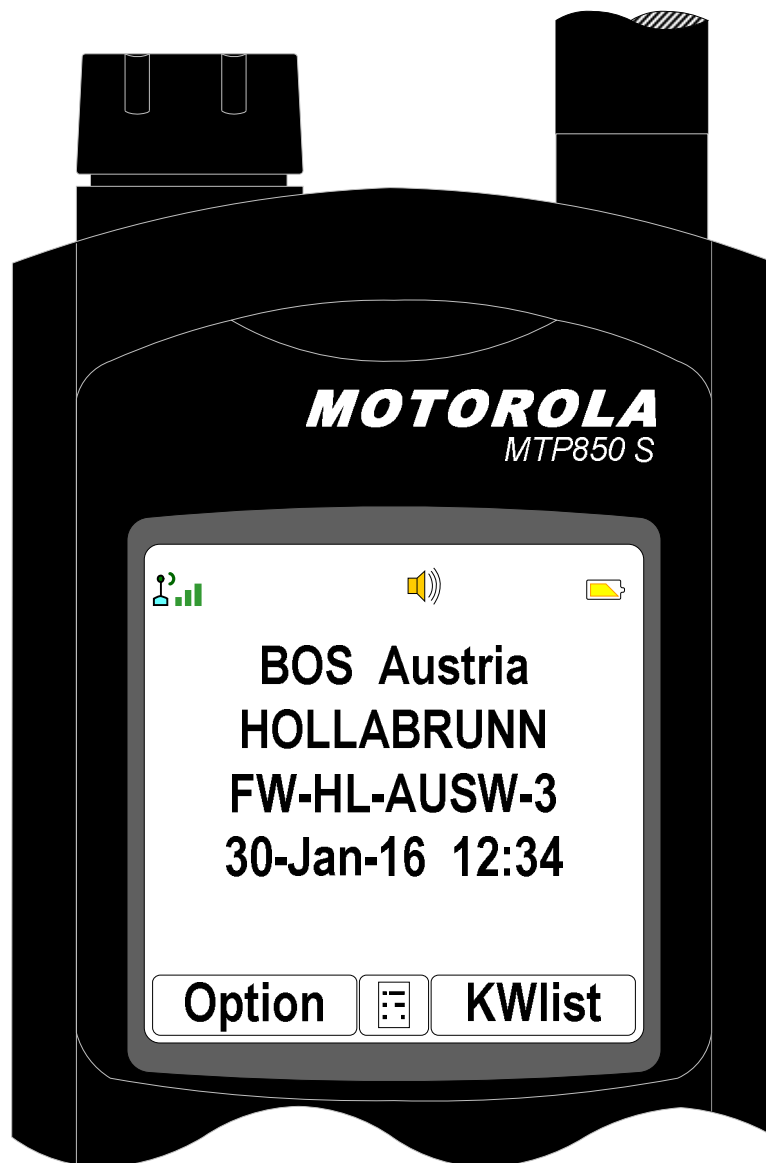 MOTOROLA
MTP850 S
BOS Austria
HOLLABRUNN
FW-HL-AUSW-3
30-Jan-16 12:34
Option KWlist